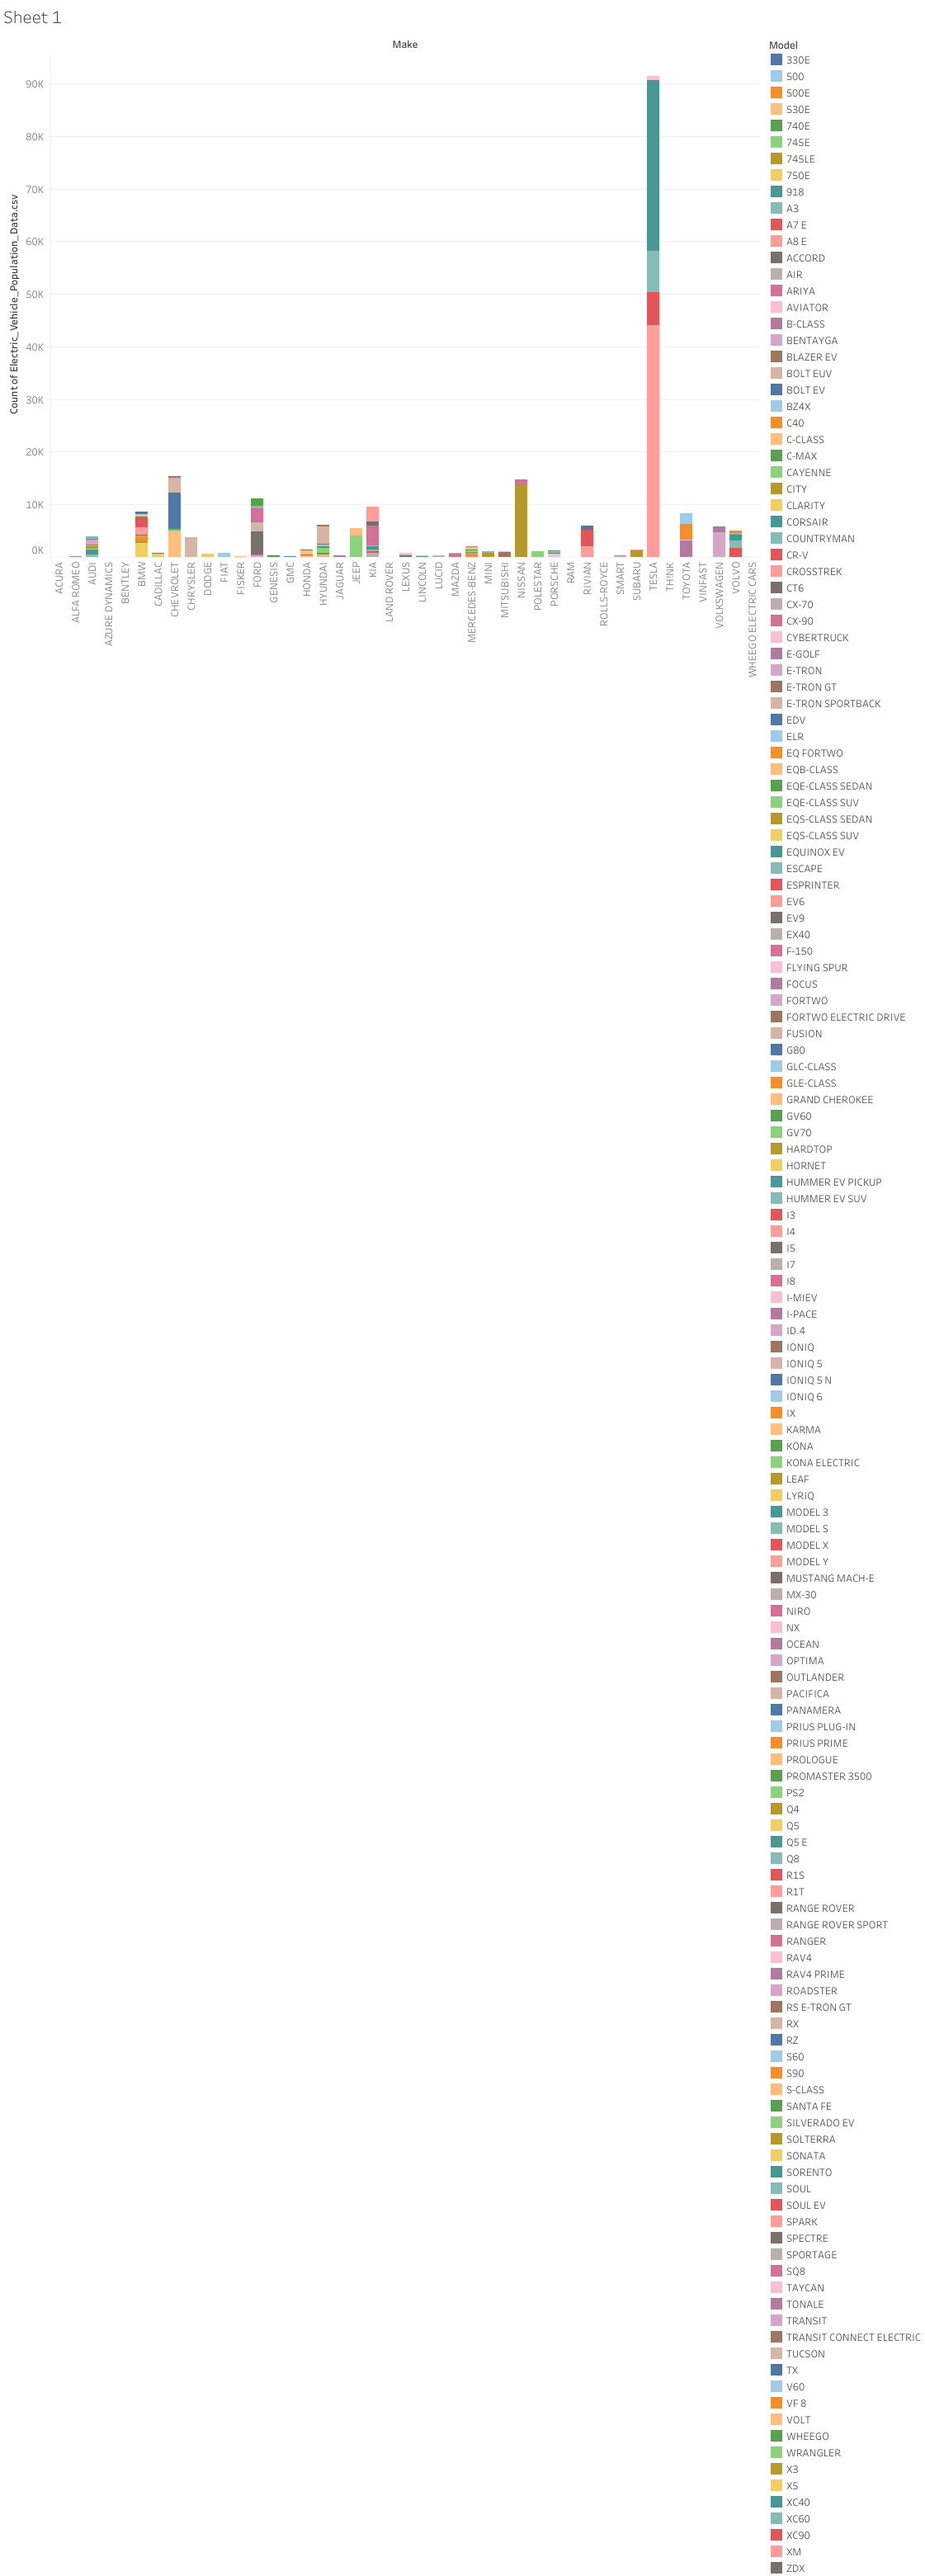 Sheet 1
Make
Count of Electric_Vehicle_Population_Data.csv
90K
80K
70K
60K
50K
40K
30K
20K
10K
0K
ACURA
ALFA ROMEO
AUDI
AZURE DYNAMICS
BENTLEY
BMW
CADILLAC
CHEVROLET
CHRYSLER
DODGE
FIAT
FISKER
FORD
GENESIS
GMC
HONDA
HYUNDAI
JAGUAR
JEEP
KIA
LAND ROVER
LEXUS
LINCOLN
LUCID
MAZDA
MERCEDES-BENZ
MINI
MITSUBISHI
NISSAN
POLESTAR
PORSCHE
RAM
RIVIAN
ROLLS-ROYCE
SMART
SUBARU
TESLA
TH!NK
TOYOTA
VINFAST
VOLKSWAGEN
VOLVO
WHEEGO ELECTRIC CARS
Model
330E
500
500E
530E
740E
745E
745LE
750E
918
A3
A7 E
A8 E
ACCORD
AIR
ARIYA
AVIATOR
B-CLASS
BENTAYGA
BLAZER EV
BOLT EUV
BOLT EV
BZ4X
C40
C-CLASS
C-MAX
CAYENNE
CITY
CLARITY
CORSAIR
COUNTRYMAN
CR-V
CROSSTREK
CT6
CX-70
CX-90
CYBERTRUCK
E-GOLF
E-TRON
E-TRON GT
E-TRON SPORTBACK
EDV
ELR
EQ FORTWO
EQB-CLASS
EQE-CLASS SEDAN
EQE-CLASS SUV
EQS-CLASS SEDAN
EQS-CLASS SUV
EQUINOX EV
ESCAPE
ESPRINTER
EV6
EV9
EX40
F-150
FLYING SPUR
FOCUS
FORTWO
FORTWO ELECTRIC DRIVE
FUSION
G80
GLC-CLASS
GLE-CLASS
GRAND CHEROKEE
GV60
GV70
HARDTOP
HORNET
HUMMER EV PICKUP
HUMMER EV SUV
I3
I4
I5
I7
I8
I-MIEV
I-PACE
ID.4
IONIQ
IONIQ 5
IONIQ 5 N
IONIQ 6
IX
KARMA
KONA
KONA ELECTRIC
LEAF
LYRIQ
MODEL 3
MODEL S
MODEL X
MODEL Y
MUSTANG MACH-E
MX-30
NIRO
NX
OCEAN
OPTIMA
OUTLANDER
PACIFICA
PANAMERA
PRIUS PLUG-IN
PRIUS PRIME
PROLOGUE
PROMASTER 3500
PS2
Q4
Q5
Q5 E
Q8
R1S
R1T
RANGE ROVER
RANGE ROVER SPORT
RANGER
RAV4
RAV4 PRIME
ROADSTER
RS E-TRON GT
RX
RZ
S60
S90
S-CLASS
SANTA FE
SILVERADO EV
SOLTERRA
SONATA
SORENTO
SOUL
SOUL EV
SPARK
SPECTRE
SPORTAGE
SQ8
TAYCAN
TONALE
TRANSIT
TRANSIT CONNECT ELECTRIC
TUCSON
TX
V60
VF 8
VOLT
WHEEGO
WRANGLER
X3
X5
XC40
XC60
XC90
XM
ZDX